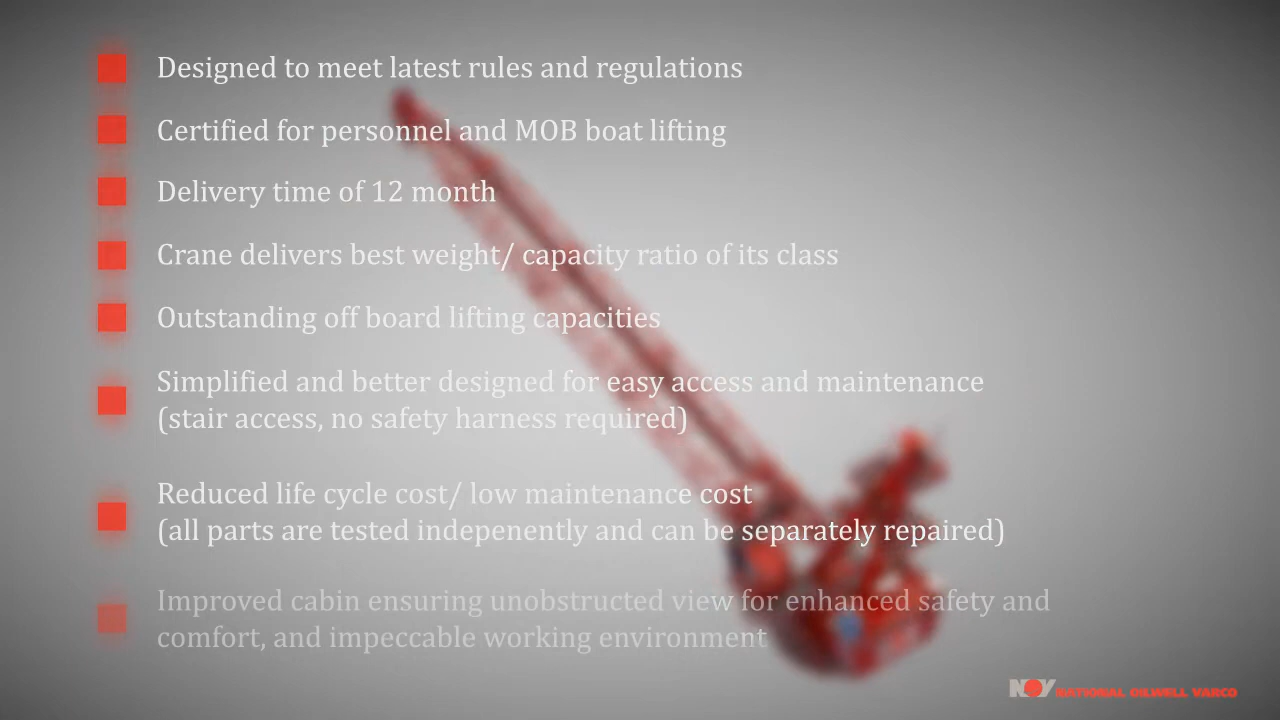 Designed to meet latest rules and regulations
Certified for personnel and MOB boat lifting
Delivery time of 12 month
Crane delivers best weight/ capacity ratio of its class
Outstanding off board lifting capacities
Simplified and better designed for easy access and maintenance
(stair access, no safety harness required)
Reduced life cycle cost/ low maintenance cost
(all parts are tested indepenently and can be separately repaired)
Improved cabin ensuring unobstructed view for enhanced safety and
comfort, and impeccable working environment
NOV NATIONAL OILWELL VARCO